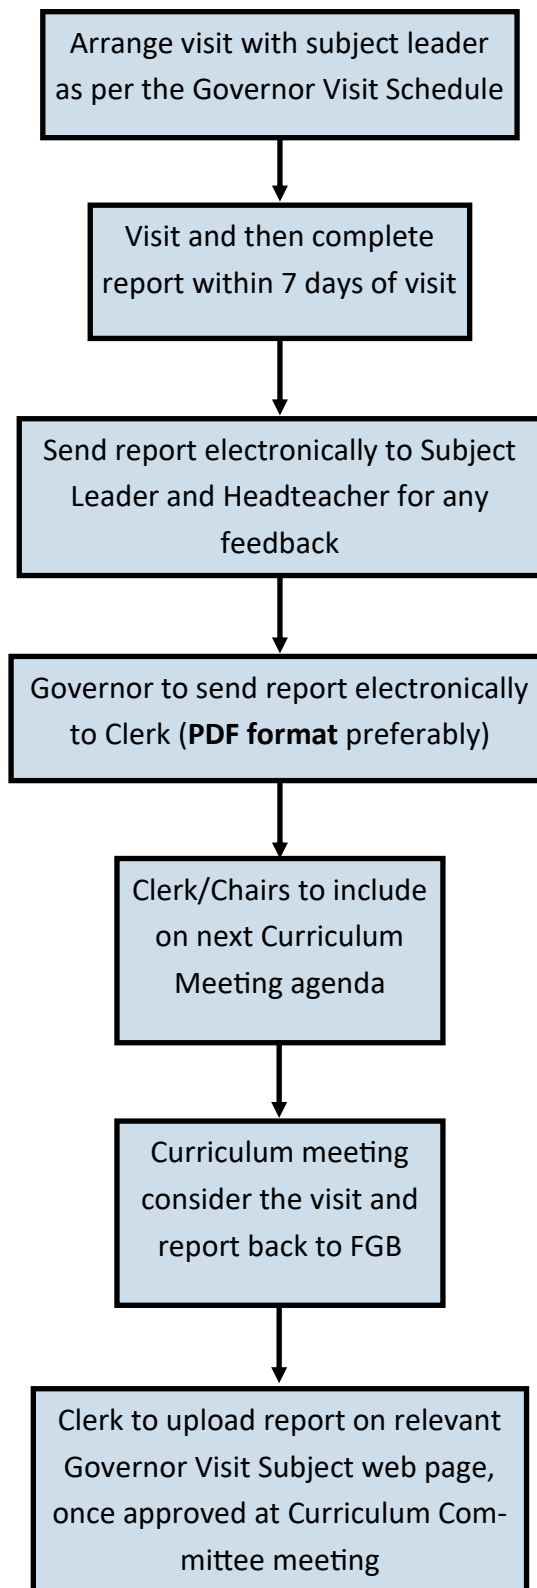 Arrange visit with subject leader
as per the Governor Visit Schedule
Visit and then complete
report within 7 days of visit
Send report electronically to Subject
Leader and Headteacher for any
feedback
Governor to send report electronically
to Clerk (PDF format preferably)
Clerk/Chairs to include
on next Curriculum
Meeting agenda
Curriculum meeting
consider the visit and
report back to FGB
Clerk to upload report on relevant
Governor Visit Subject web page,
once approved at Curriculum Com-
mittee meeting